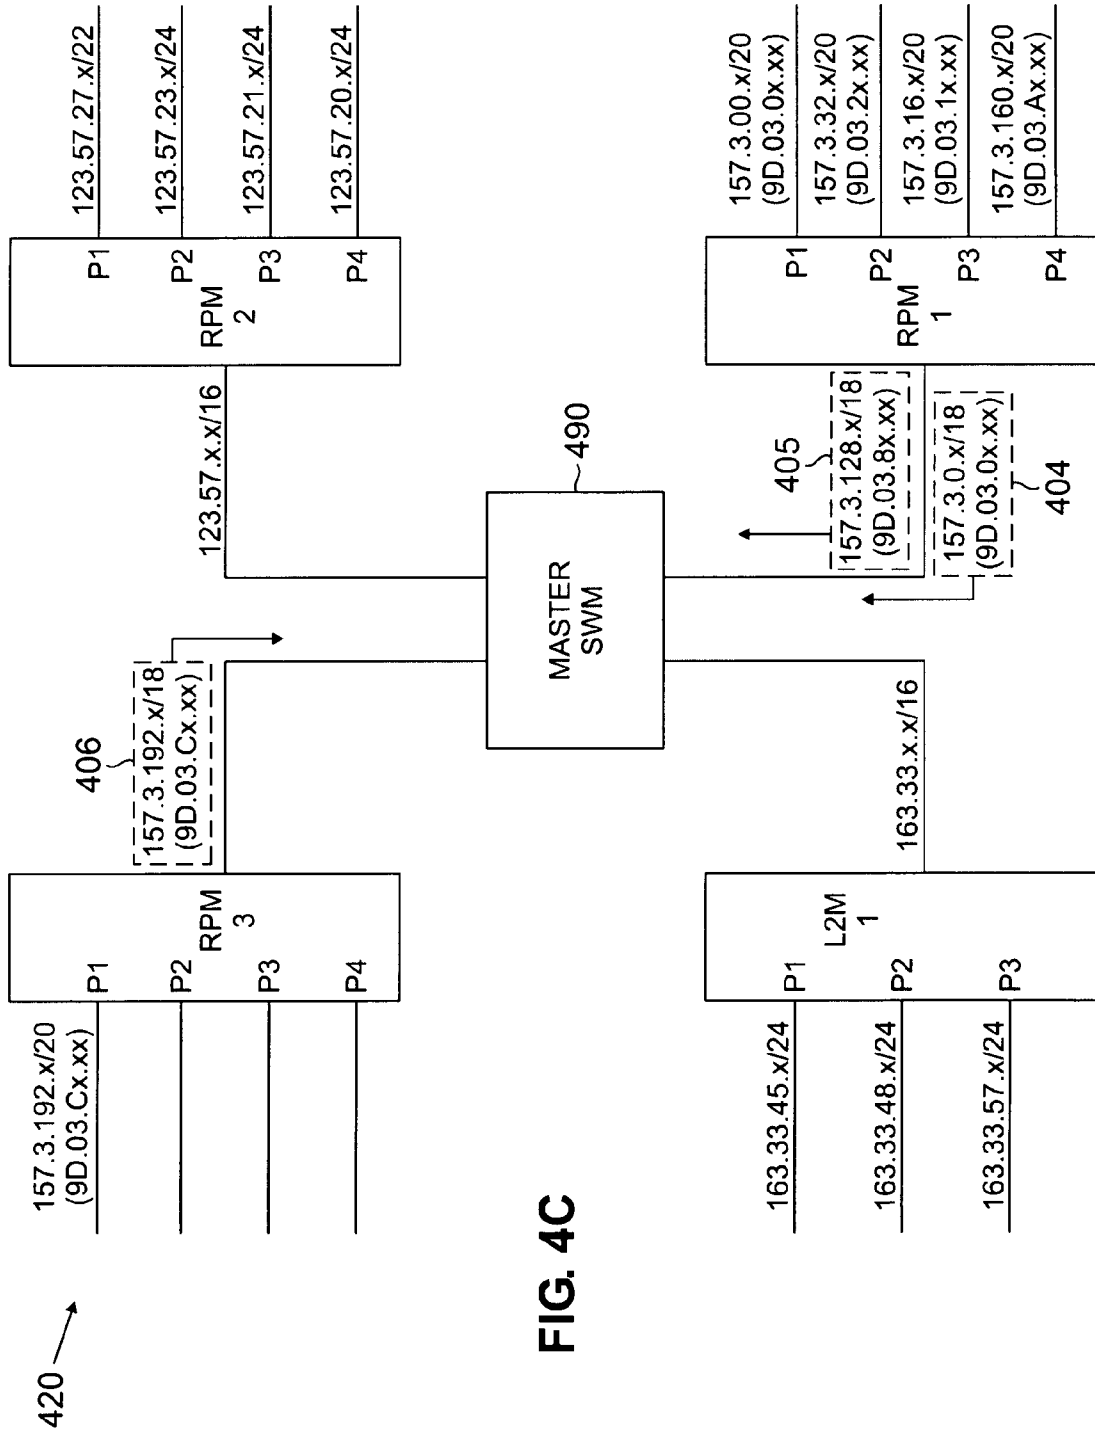 420
157.3.192.x/20
(9D.03.Cx.xx)
P1
P2
P3
P4
RPM
3
406
157.3.192.x/18
(9D.03.Cx.xx)
123.57.x.x/16
RPM
2
P1
P2
P3
P4
123.57.27.x/22
123.57.23.x/24
123.57.21.x/24
123.57.20.x/24
MASTER
SWM
490
163.33.45.x/24
163.33.48.x/24
163.33.57.x/24
P1
P2
P3
L2M
1
163.33.x.x/16
405
157.3.128.x/18
(9D.03.8x.xx)
157.3.0.x/18
(9D.03.0x.xx)
404
RPM
1
P1
P2
P3
P4
157.3.00.x/20
(9D.03.0x.xx)
157.3.32.x/20
(9D.03.2x.xx)
157.3.16.x/20
(9D.03.1x.xx)
157.3.160.x/20
(9D.03.Ax.xx)
FIG. 4C